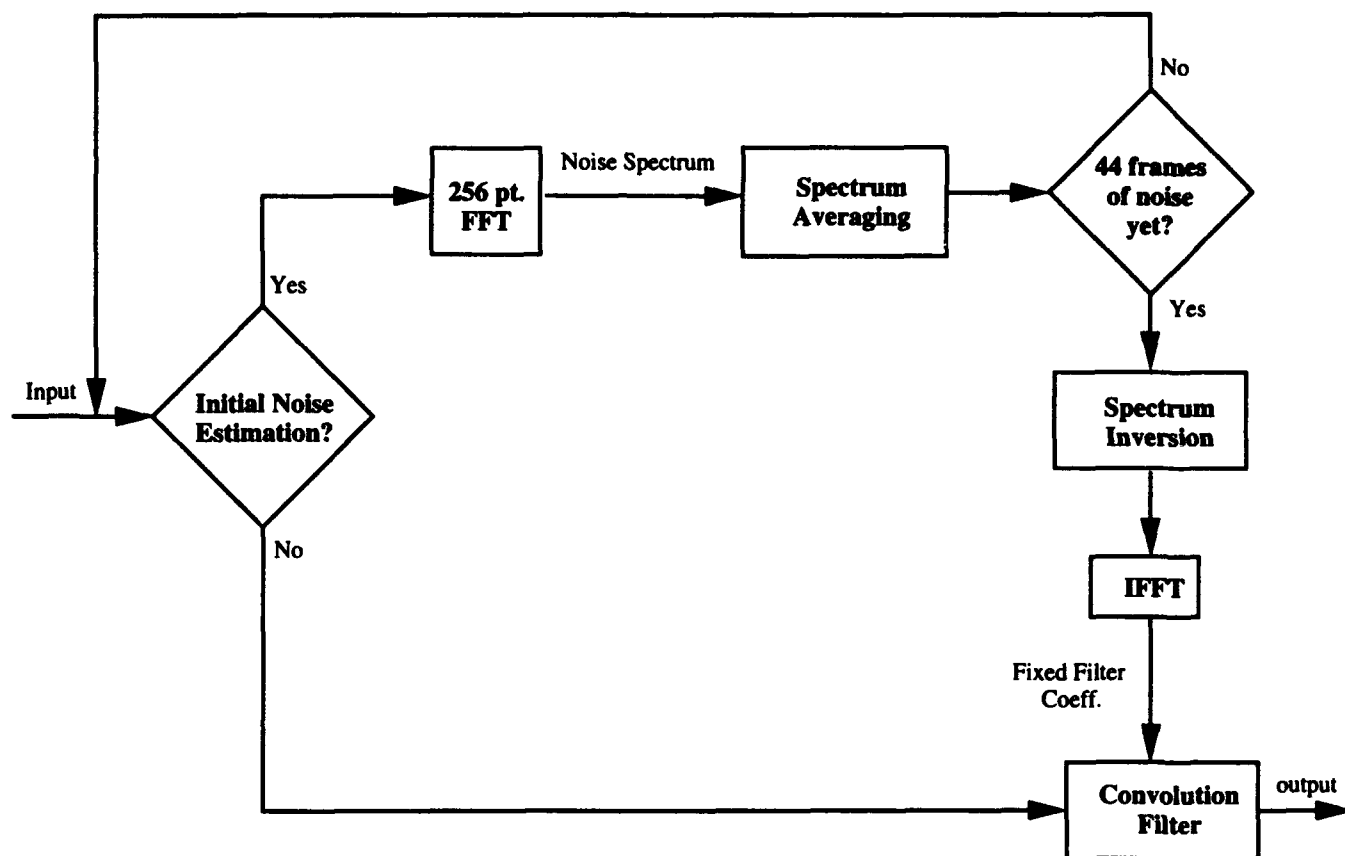 No
Noise Spectrum
256 pt.
FFT
Spectrum
Averaging
44 frames
of noise
yet?
Yes
Yes
Input
Initial Noise
Estimation?
Spectrum
Inversion
No
IFFT
Fixed Filter
Coeff.
Convolution
Filter
output